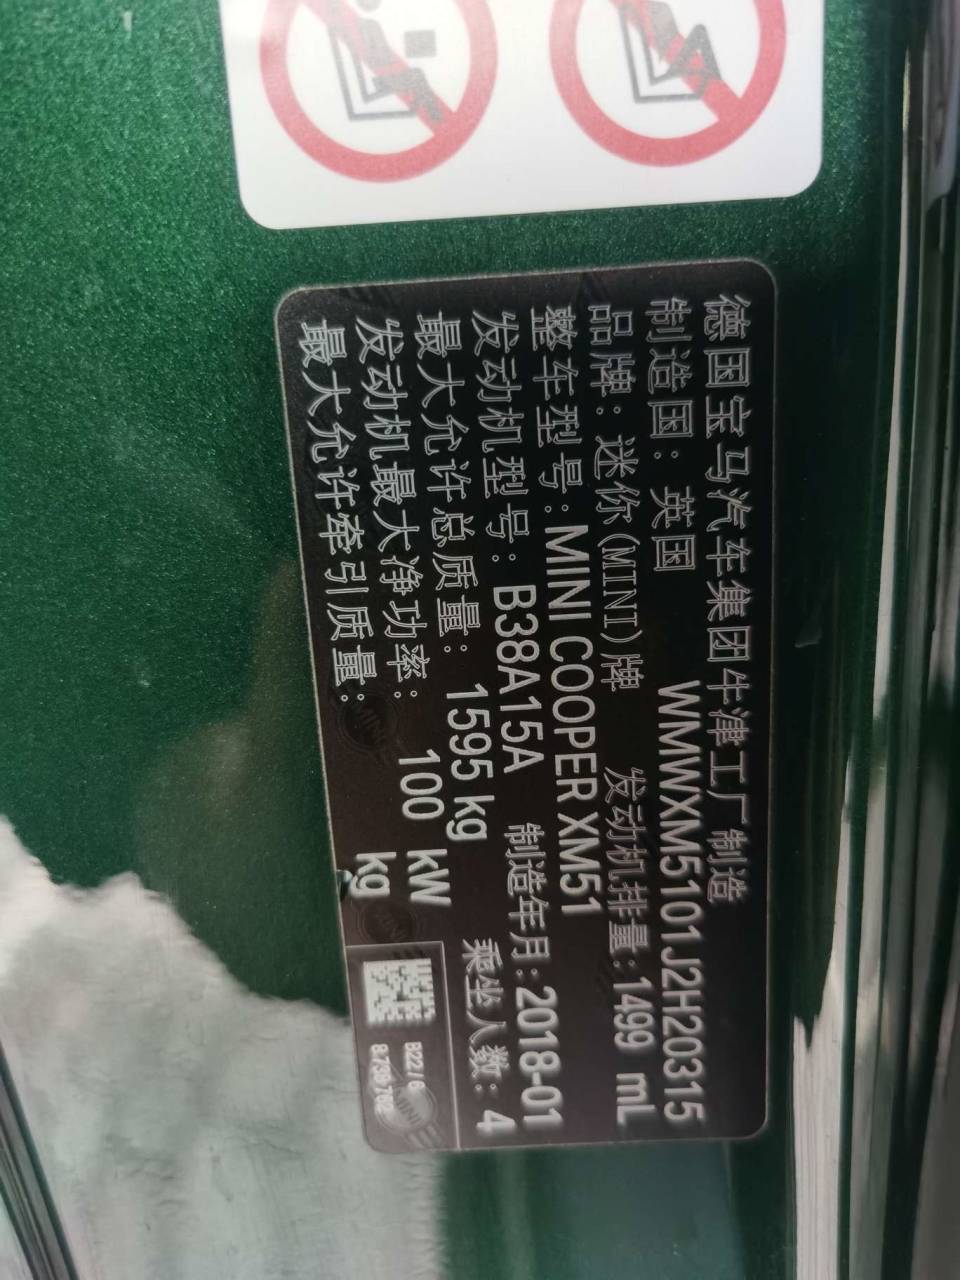 德国宝马汽车集团牛津工厂制造
制造国：英国 WMWXM5101J2H20315
品牌：迷你(MINI)牌 发动机排量：1499 mL
整车型号：MINI COOPER XM51
发动机型号：B38A15A 制造年月：2018-01
最大允许总质量：1595 kg 乘坐人数：4
发动机最大净功率：100 kW
最大允许牵引质量： kg
MINI
MINI